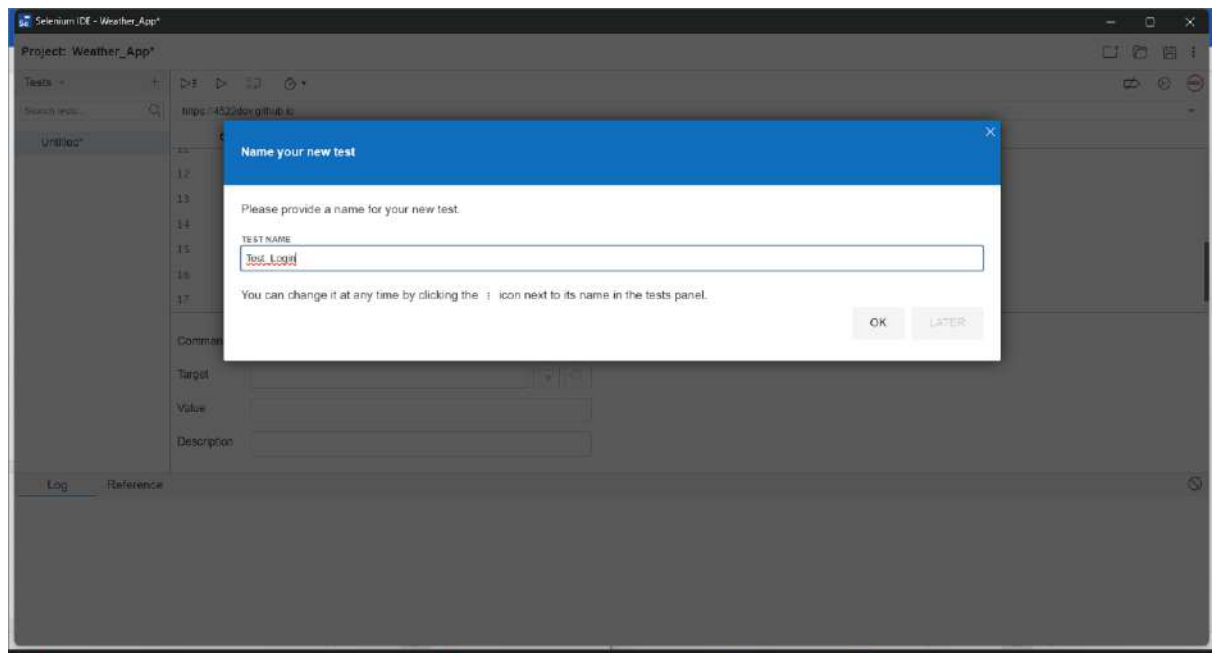 Selenium IDE - Weather_App*
Project: Weather_App*
Tests
Search tests...
https://4522dev.github.io
Untitled*
Name your new test
Please provide a name for your new test.
TEST NAME
Test_Login
You can change it at any time by clicking the ⋮ icon next to its name in the tests panel.
OK
LATER
11
12
13
14
15
16
17
Comman
Target
Value
Description
Log
Reference